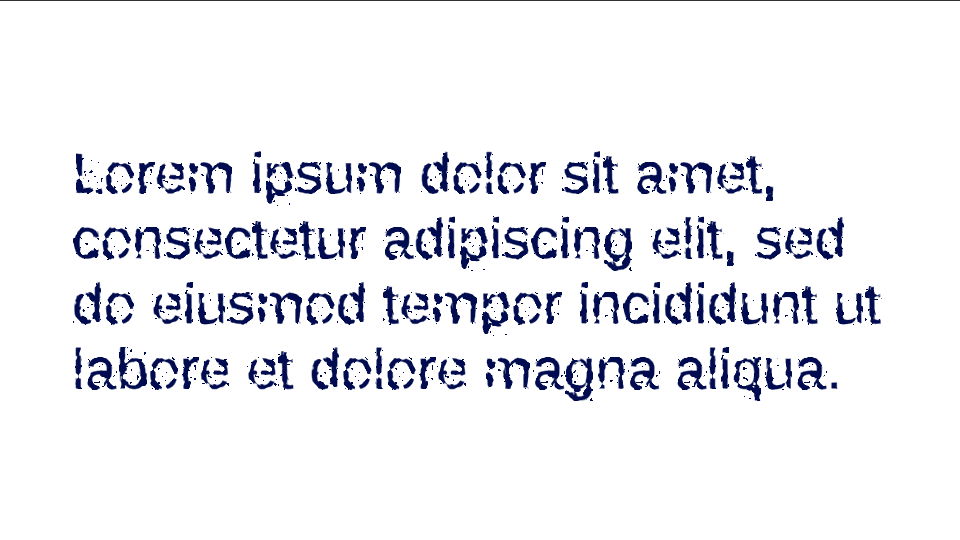 Lorem ipsum dolor sit amet,
consectetur adipiscing elit, sed
do eiusmod tempor incididunt ut
labore et dolore magna aliqua.